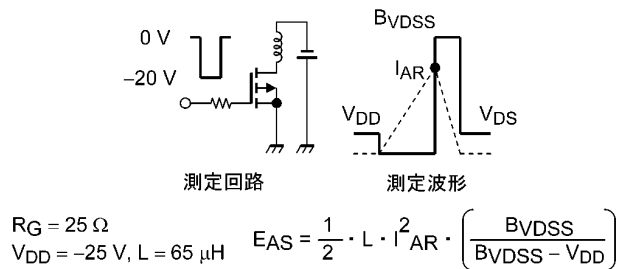 0 V
−20 V
BVDSS
IAR
VDD
VDS
測定回路
測定波形
RG = 25 Ω
VDD = −25 V, L = 65 μH
EAS = 1/2 · L · I²AR · (BVDSS / (BVDSS − VDD))